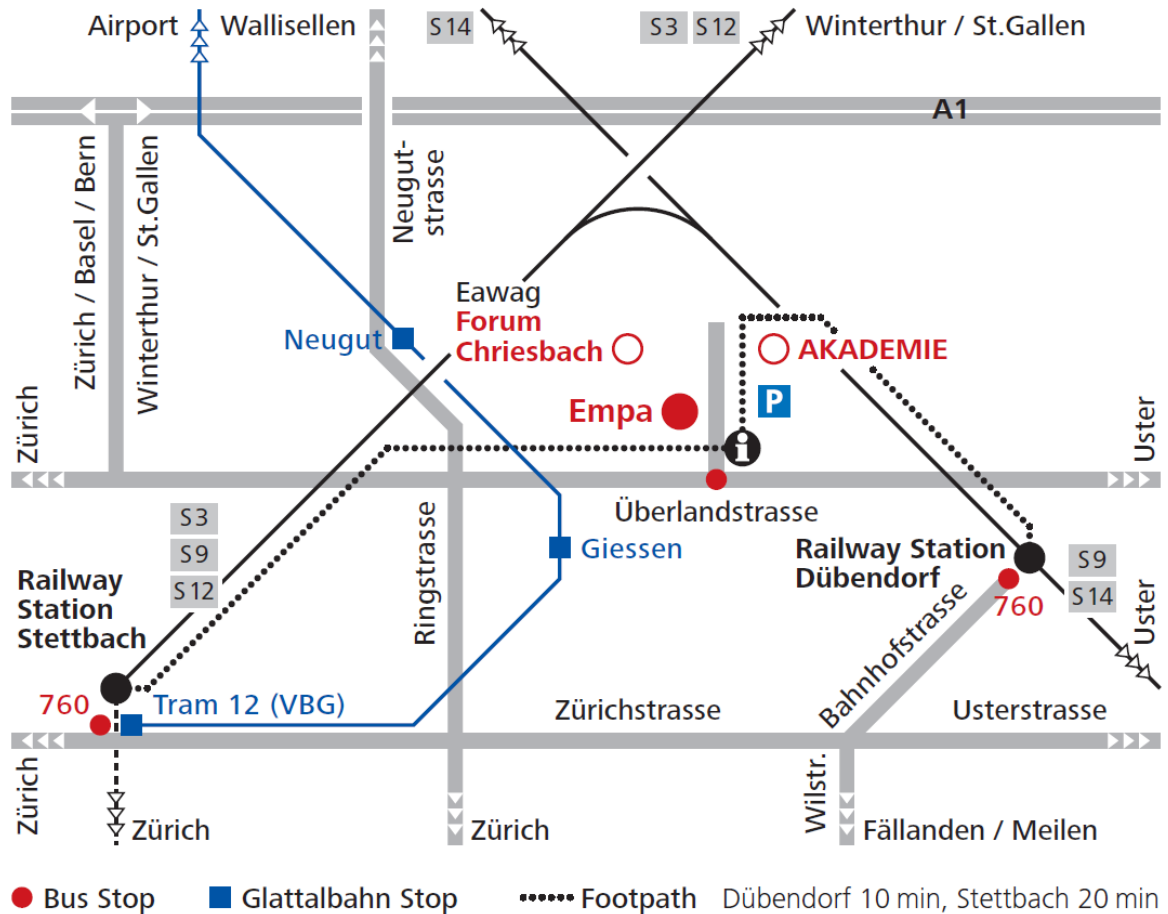 Airport
Wallisellen
S14
S3
S12
Winterthur / St.Gallen
A1
Zürich / Basel / Bern
Winterthur / St.Gallen
Neugut-
strasse
Eawag
Forum
Chriesbach
Neugut
AKADEMIE
P
Empa
i
Zürich
Uster
Überlandstrasse
S3
S9
S12
Giessen
Ringstrasse
Railway Station
Dübendorf
760
S9
S14
Uster
Railway
Station
Stettbach
760
Tram 12 (VBG)
Zürichstrasse
Bahnhofstrasse
Usterstrasse
Zürich
Zürich
Zürich
Wilstr.
Fällanden / Meilen
Bus Stop
Glattalbahn Stop
Footpath
Dübendorf 10 min, Stettbach 20 min